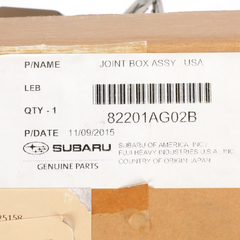 P/NAME JOINT BOX ASSY USA
LEB
QTY - 1 82201AG02B
P/DATE 11/09/2015
SUBARU SUBARU OF AMERICA, INC.
FUJI HEAVY INDUSTRIES U.S.A., INC.
GENUINE PARTS COUNTRY OF ORIGIN JAPAN
2515R